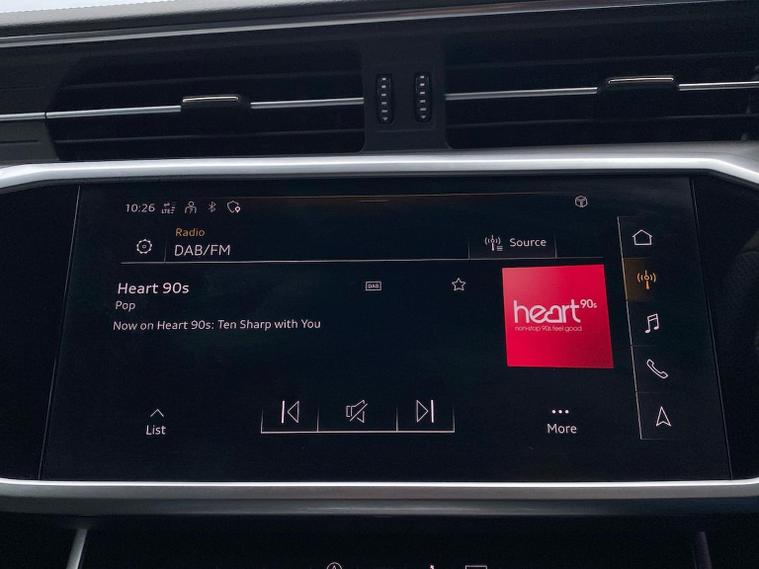 10:26 LTE
Radio
DAB/FM
Source
Heart 90s
DAB
Pop
Now on Heart 90s: Ten Sharp with You
heart 90s
non-stop 90s feel good
List
More